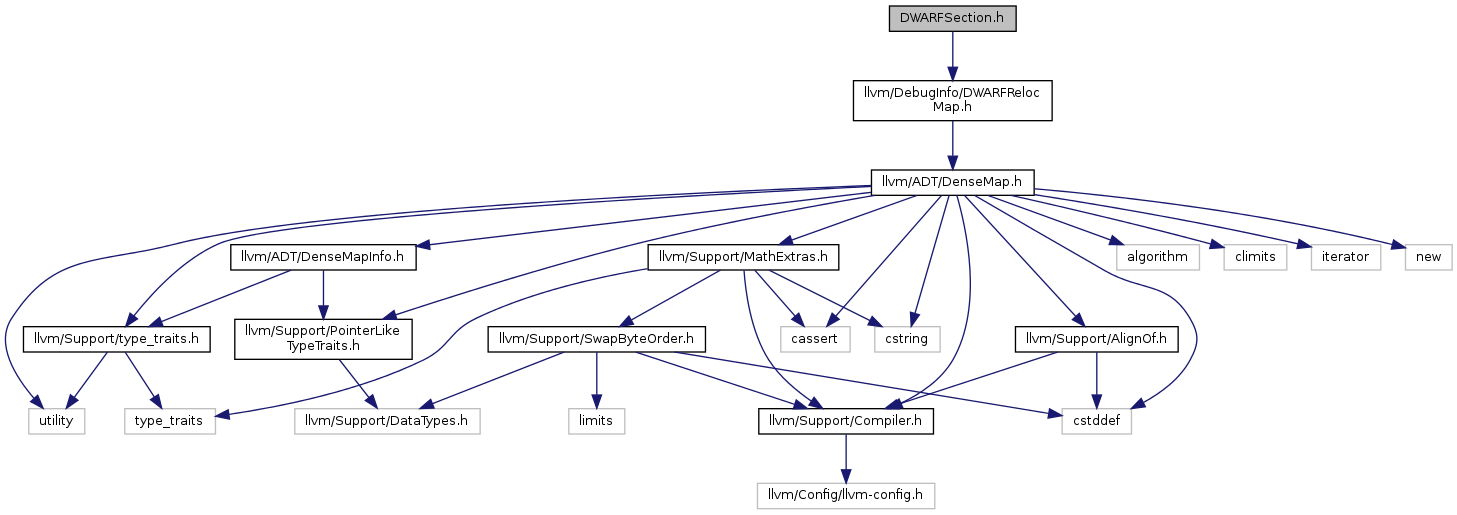 DWARFSection.h
llvm/DebugInfo/DWARFReloc
Map.h
llvm/ADT/DenseMap.h
llvm/ADT/DenseMapInfo.h
llvm/Support/MathExtras.h
algorithm
climits
iterator
new
llvm/Support/type_traits.h
llvm/Support/PointerLike
TypeTraits.h
llvm/Support/SwapByteOrder.h
cassert
cstring
llvm/Support/AlignOf.h
utility
type_traits
llvm/Support/DataTypes.h
limits
llvm/Support/Compiler.h
cstddef
llvm/Config/llvm-config.h